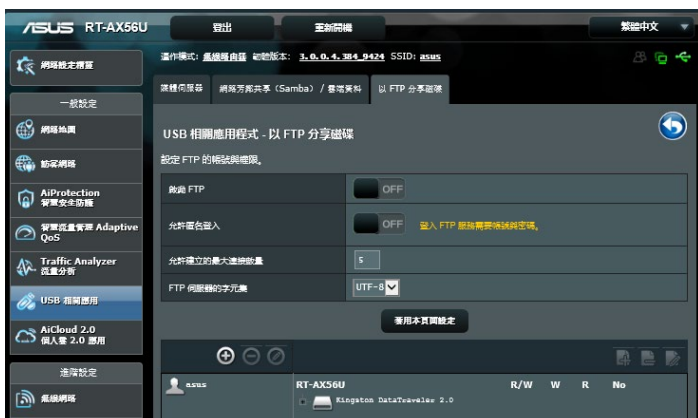 ASUS RT-AX56U 登出 重新開機 繁體中文
操作模式: 無線路由器 韌體版本: 3.0.0.4.384_9424 SSID: asus
網路設定精靈
媒體伺服器 網路芳鄰共享 (Samba) / 雲端資料 以 FTP 分享磁碟
一般設定
網路地圖
訪客網路
AiProtection
智慧安全防護
智慧流量管理 Adaptive
QoS
Traffic Analyzer
流量分析
USB 相關應用
AiCloud 2.0
個人雲 2.0 應用
進階設定
無線網路
USB 相關應用程式 - 以 FTP 分享磁碟
設定 FTP 的帳號與權限。
啟動 FTP OFF
允許匿名登入 OFF 登入 FTP 服務需要帳號與密碼。
允許建立的最大連接數量 5
FTP 伺服器的字元集 UTF-8
套用本頁面設定
asus RT-AX56U R/W W R No
Kingston DataTraveler 2.0